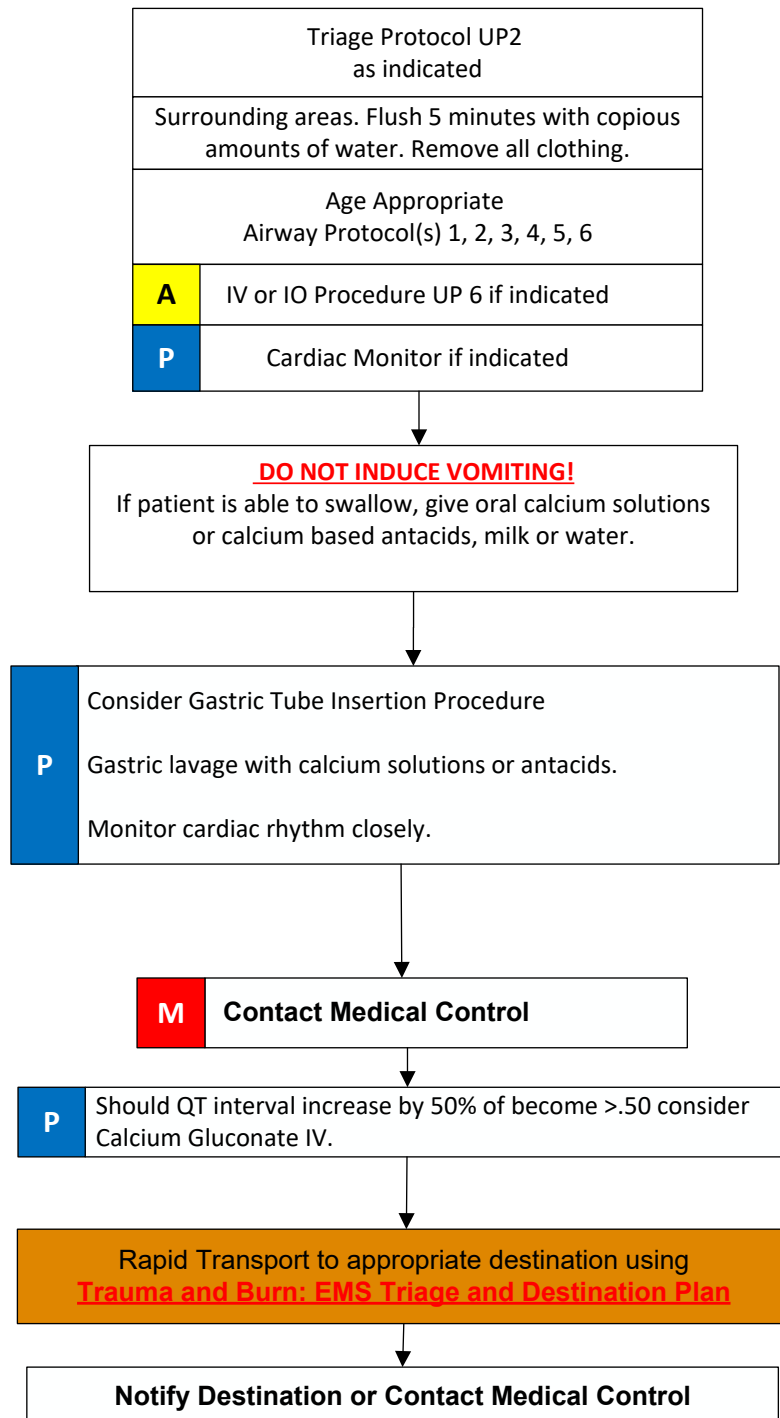 Triage Protocol UP2
as indicated
Surrounding areas. Flush 5 minutes with copious
amounts of water. Remove all clothing.
Age Appropriate
Airway Protocol(s) 1, 2, 3, 4, 5, 6
A IV or IO Procedure UP 6 if indicated
P Cardiac Monitor if indicated
DO NOT INDUCE VOMITING!
If patient is able to swallow, give oral calcium solutions
or calcium based antacids, milk or water.
Consider Gastric Tube Insertion Procedure
P Gastric lavage with calcium solutions or antacids.
Monitor cardiac rhythm closely.
M Contact Medical Control
P Should QT interval increase by 50% of become >.50 consider
Calcium Gluconate IV.
Rapid Transport to appropriate destination using
Trauma and Burn: EMS Triage and Destination Plan
Notify Destination or Contact Medical Control